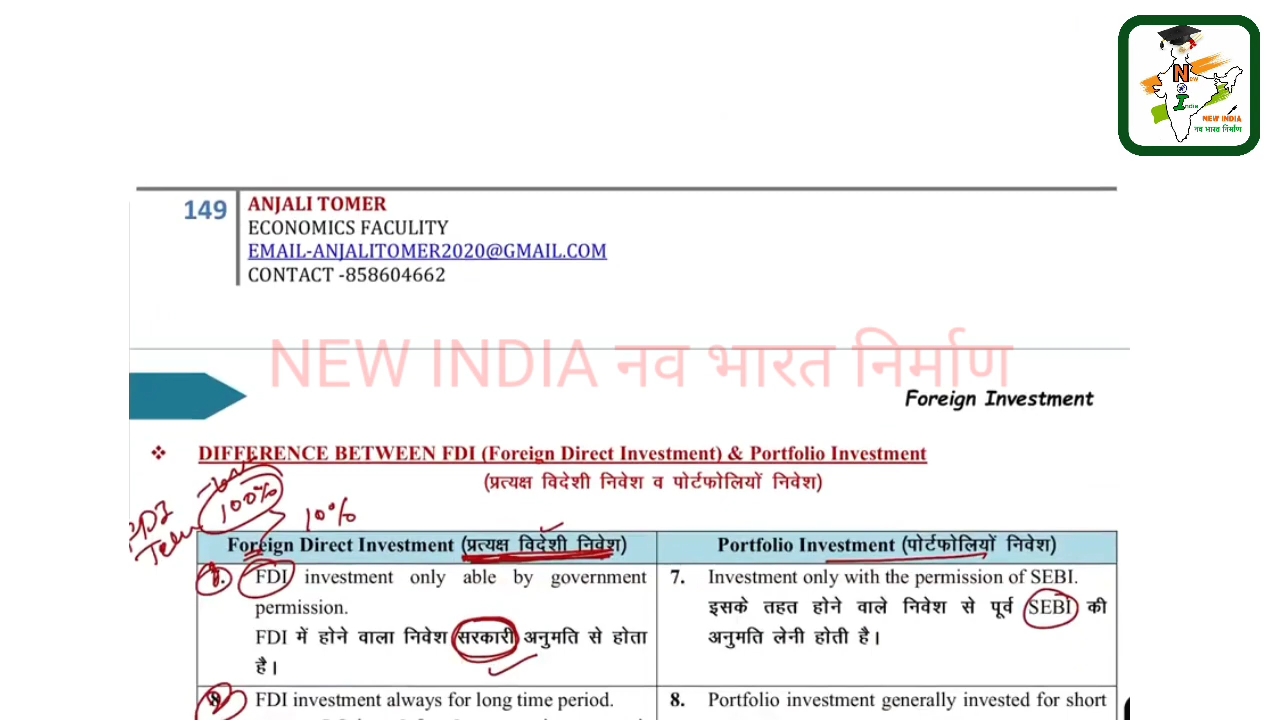 NEW
India
NEW INDIA
नव भारत निर्माण
149
ANJALI TOMER
ECONOMICS FACULITY
EMAIL-ANJALITOMER2020@GMAIL.COM
CONTACT -858604662
NEW INDIA नव भारत निर्माण
Foreign Investment
❖ DIFFERENCE BETWEEN FDI (Foreign Direct Investment) & Portfolio Investment
(प्रत्यक्ष विदेशी निवेश व पोर्टफोलियों निवेश)
100%
10%
Foreign Direct Investment (प्रत्यक्ष विदेशी निवेश)
Portfolio Investment (पोर्टफोलियों निवेश)
FDI investment only able by government
permission.
FDI में होने वाला निवेश सरकारी अनुमति से होता
है।
7. Investment only with the permission of SEBI.
इसके तहत होने वाले निवेश से पूर्व SEBI की
अनुमति लेनी होती है।
FDI investment always for long time period.
8. Portfolio investment generally invested for short